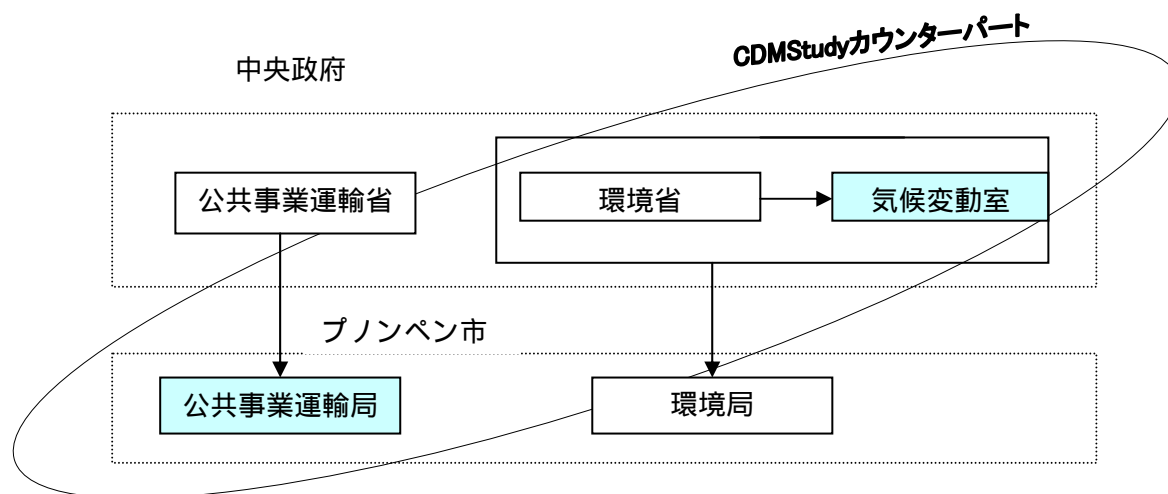 CDMStudyカウンターパート
中央政府
公共事業運輸省
環境省
気候変動室
プノンペン市
公共事業運輸局
環境局